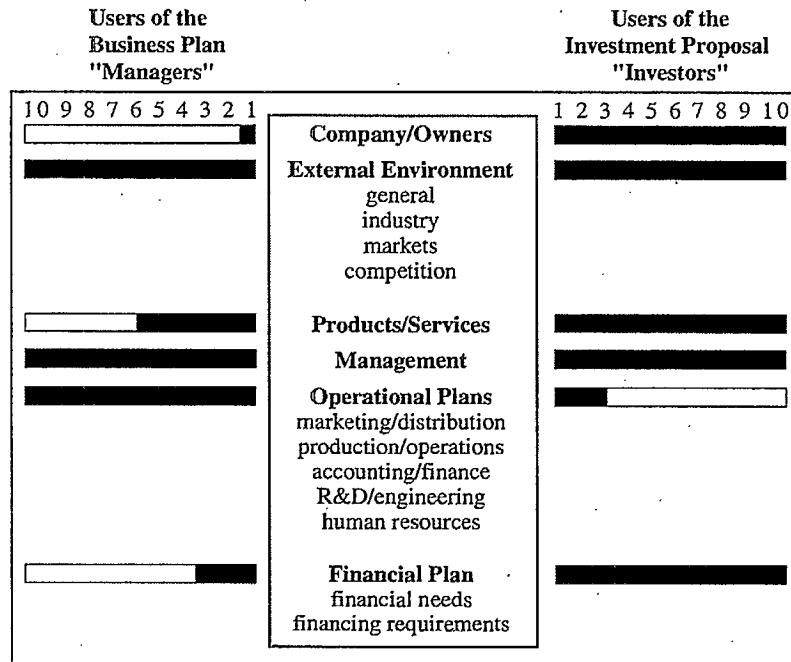 Users of the
Business Plan
"Managers"
Users of the
Investment Proposal
"Investors"
10 9 8 7 6 5 4 3 2 1
1 2 3 4 5 6 7 8 9 10
Company/Owners
External Environment
general
industry
markets
competition
Products/Services
Management
Operational Plans
marketing/distribution
production/operations
accounting/finance
R&D/engineering
human resources
Financial Plan
financial needs
financing requirements